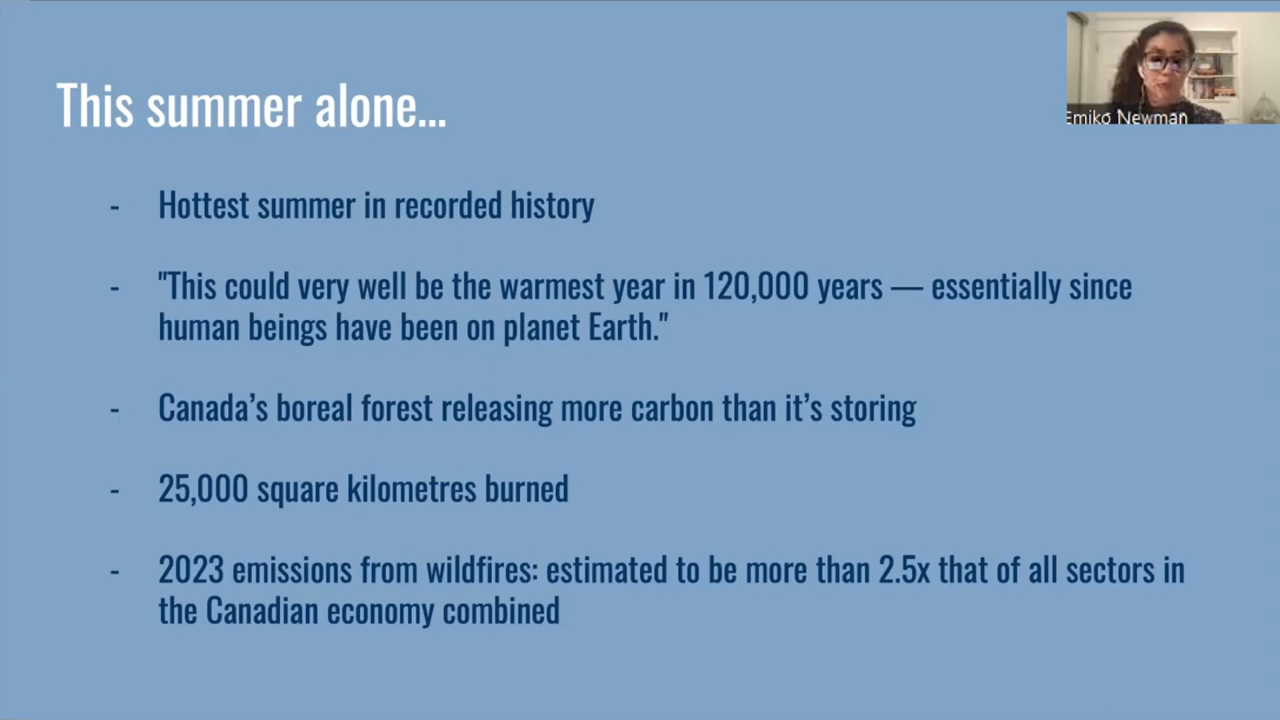 This summer alone...
Emiko Newman
- Hottest summer in recorded history
- "This could very well be the warmest year in 120,000 years — essentially since
human beings have been on planet Earth."
- Canada’s boreal forest releasing more carbon than it’s storing
- 25,000 square kilometres burned
- 2023 emissions from wildfires: estimated to be more than 2.5x that of all sectors in
the Canadian economy combined